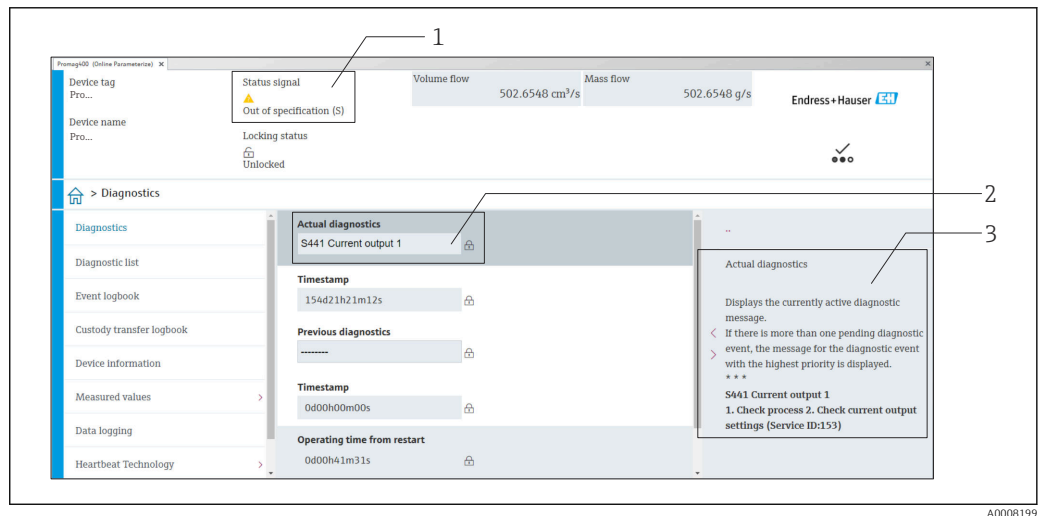 1
Promag400 (Online Parameterize) X
x
Device tag
Pro...
Status signal
Out of specification (S)
Volume flow
502.6548 cm³/s
Mass flow
502.6548 g/s
Endress+Hauser EH
Device name
Pro...
Locking status
Unlocked
> Diagnostics
2
3
Diagnostics
Diagnostic list
Event logbook
Custody transfer logbook
Device information
Measured values >
Data logging
Heartbeat Technology >
Actual diagnostics
S441 Current output 1
Timestamp
154d21h21m12s
Previous diagnostics
--------
Timestamp
0d00h00m00s
Operating time from restart
0d00h41m31s
..
Actual diagnostics
Displays the currently active diagnostic
message.
If there is more than one pending diagnostic
event, the message for the diagnostic event
with the highest priority is displayed.
* * *
S441 Current output 1
1. Check process 2. Check current output
settings (Service ID:153)
A0008199